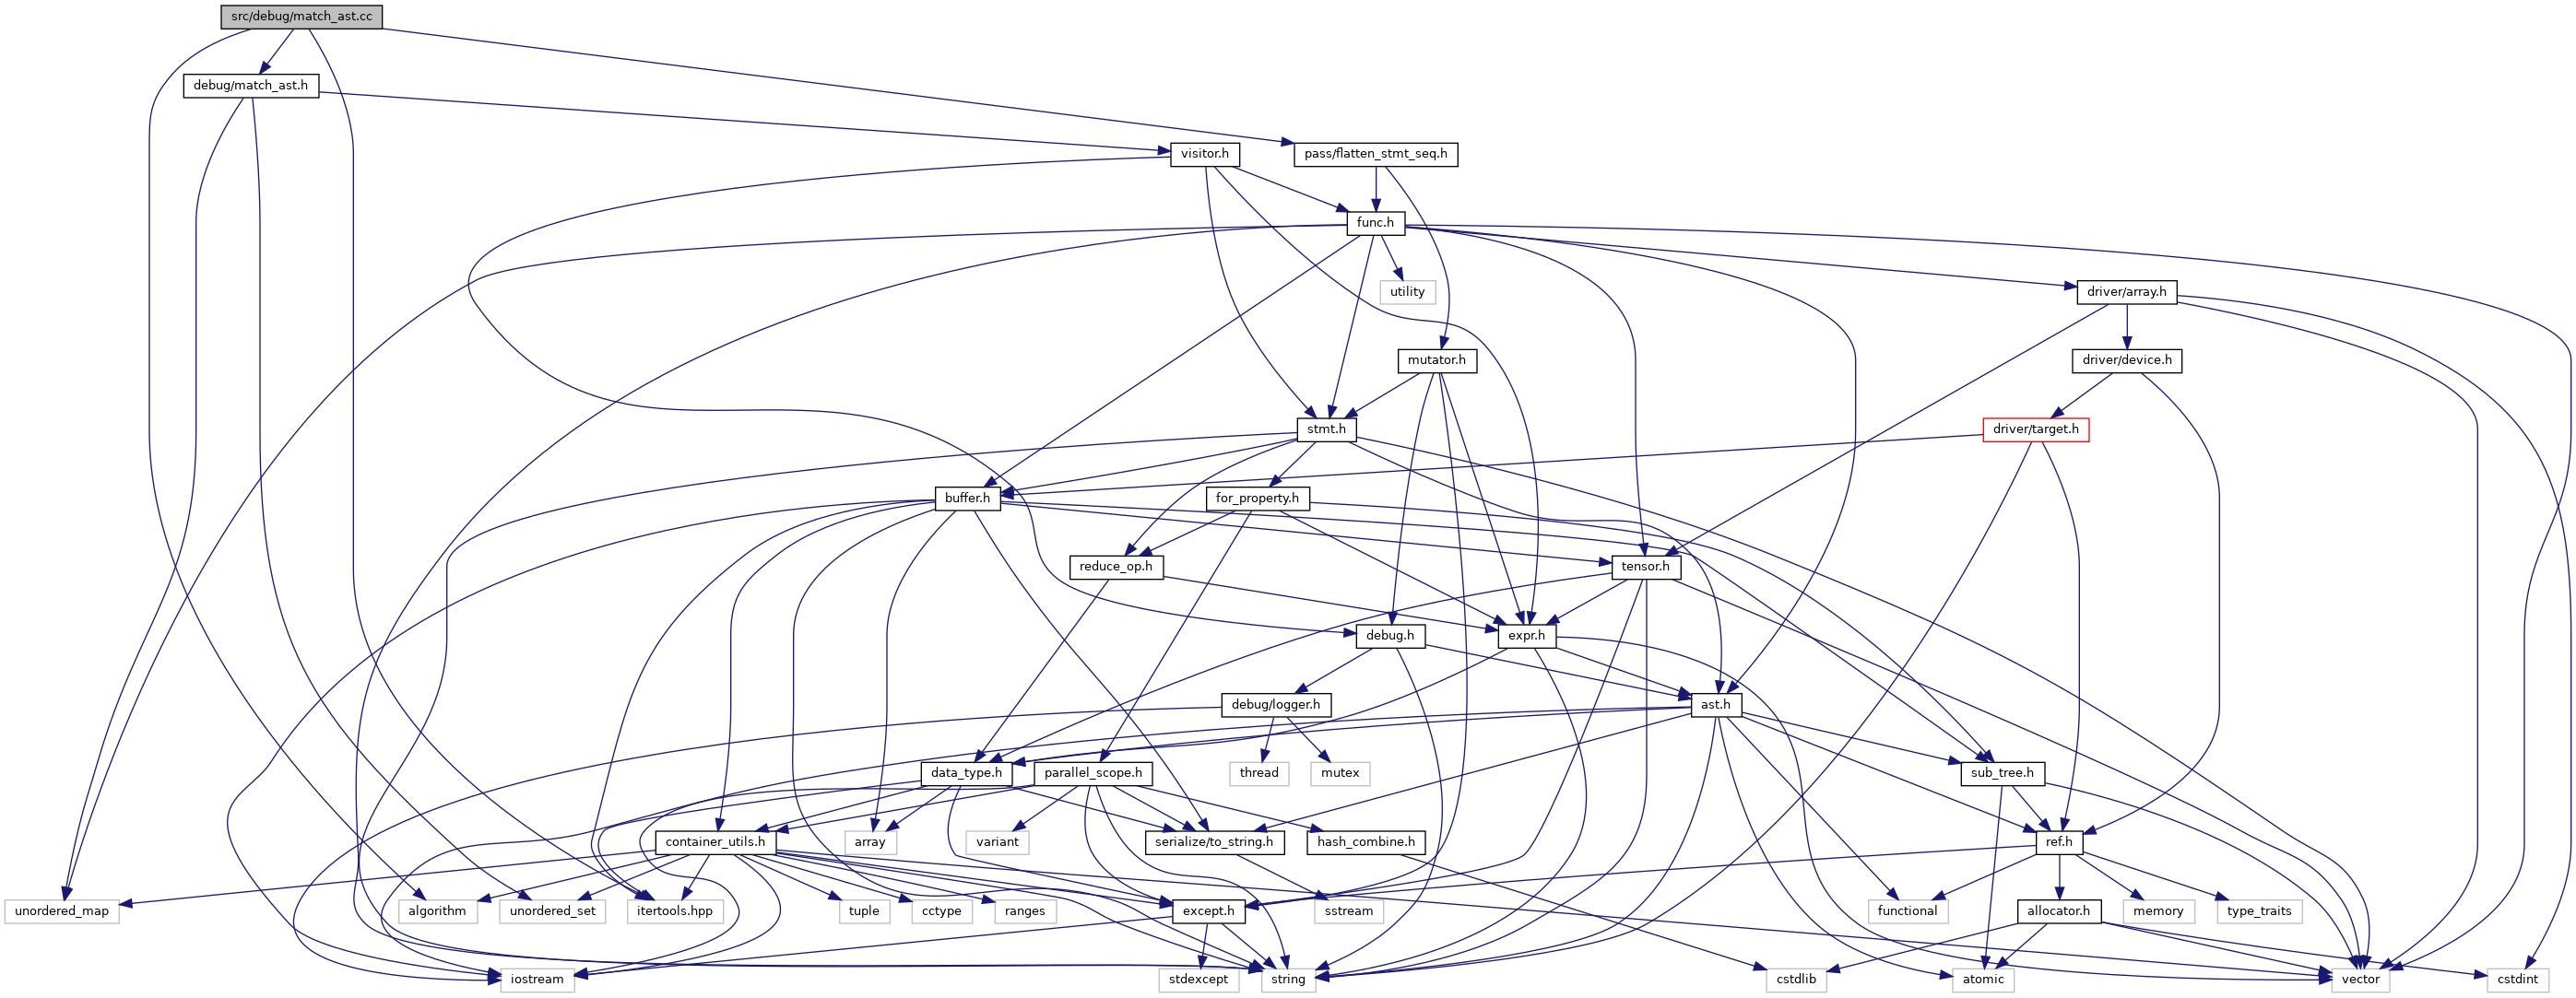 src/debug/match_ast.cc
debug/match_ast.h
visitor.h
pass/flatten_stmt_seq.h
func.h
utility
driver/array.h
mutator.h
driver/device.h
stmt.h
driver/target.h
buffer.h
for_property.h
reduce_op.h
tensor.h
debug.h
expr.h
debug/logger.h
ast.h
data_type.h
parallel_scope.h
thread
mutex
sub_tree.h
container_utils.h
array
variant
serialize/to_string.h
hash_combine.h
ref.h
unordered_map
algorithm
unordered_set
itertools.hpp
tuple
cctype
ranges
except.h
sstream
functional
allocator.h
memory
type_traits
iostream
stdexcept
string
cstdlib
atomic
vector
cstdint